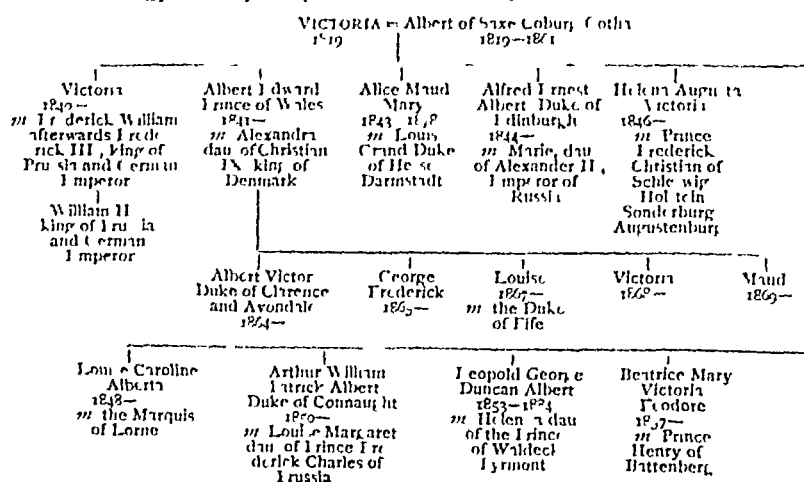 VICTORIA = Albert of Saxe Coburg Gotha
1819 1819–1861
Victoria
1840–
m Frederick William
afterwards Frede
rick III, king of
Prussia and German
Emperor
William II
king of Prussia
and German
Emperor
Albert Edward
Prince of Wales
1841–
m Alexandra
dau of Christian
IX king of
Denmark
Alice Maud
Mary
1843–1878
m Louis
Grand Duke
of Hesse
Darmstadt
Alfred Ernest
Albert Duke of
Edinburgh
1844–
m Marie, dau
of Alexander II,
Emperor of
Russia
Helena Augusta
Victoria
1846–
m Prince
Frederick
Christian of
Schleswig
Holstein
Sonderburg
Augustenburg
Albert Victor
Duke of Clarence
and Avondale
1864–
George
Frederick
1865–
Louise
1867–
m the Duke
of Fife
Victoria
1868–
Maud
1869–
Louise Caroline
Alberta
1848–
m the Marquis
of Lorne
Arthur William
Patrick Albert
Duke of Connaught
1850–
m Louise Margaret
dau of Prince Fre
derick Charles of
Prussia
Leopold George
Duncan Albert
1853–1884
m Helena dau
of the Prince
of Waldeck
Pyrmont
Beatrice Mary
Victoria
Feodore
1857–
m Prince
Henry of
Battenberg